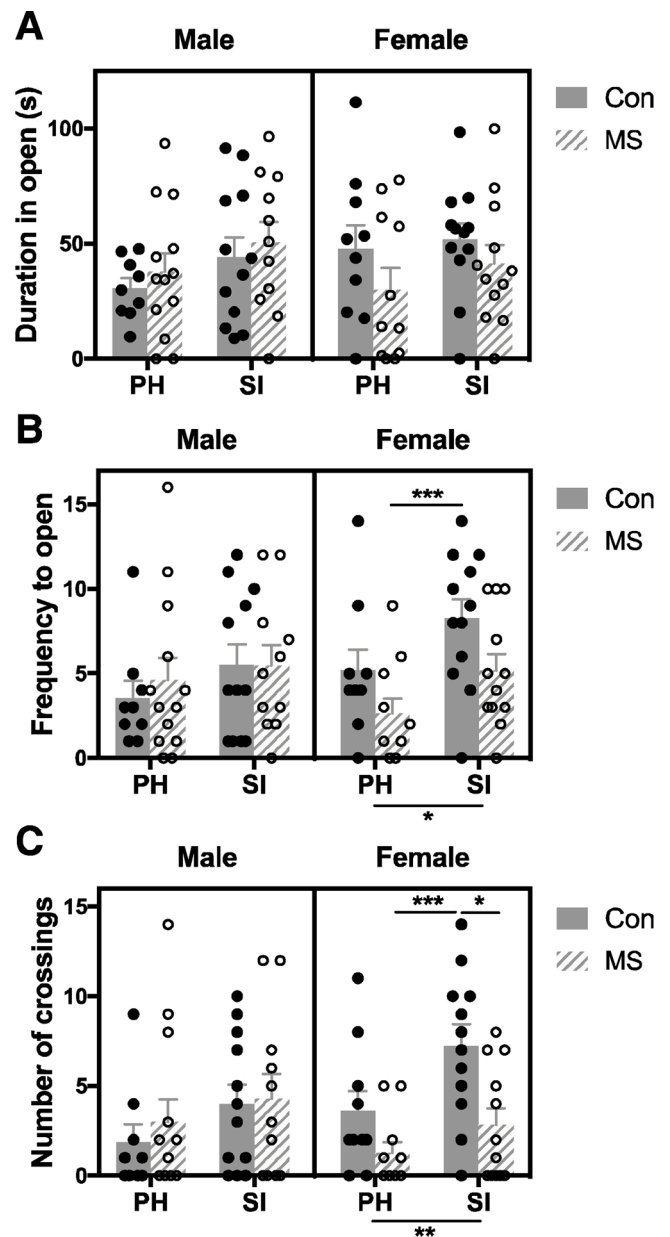 A
Male
Female
Duration in open (s)
100
50
0
PH
SI
PH
SI
Con
MS
B
Male
Female
Frequency to open
15
10
5
0
***
PH
SI
PH
SI
*
Con
MS
C
Male
Female
Number of crossings
15
10
5
0
***
*
PH
SI
PH
SI
**
Con
MS